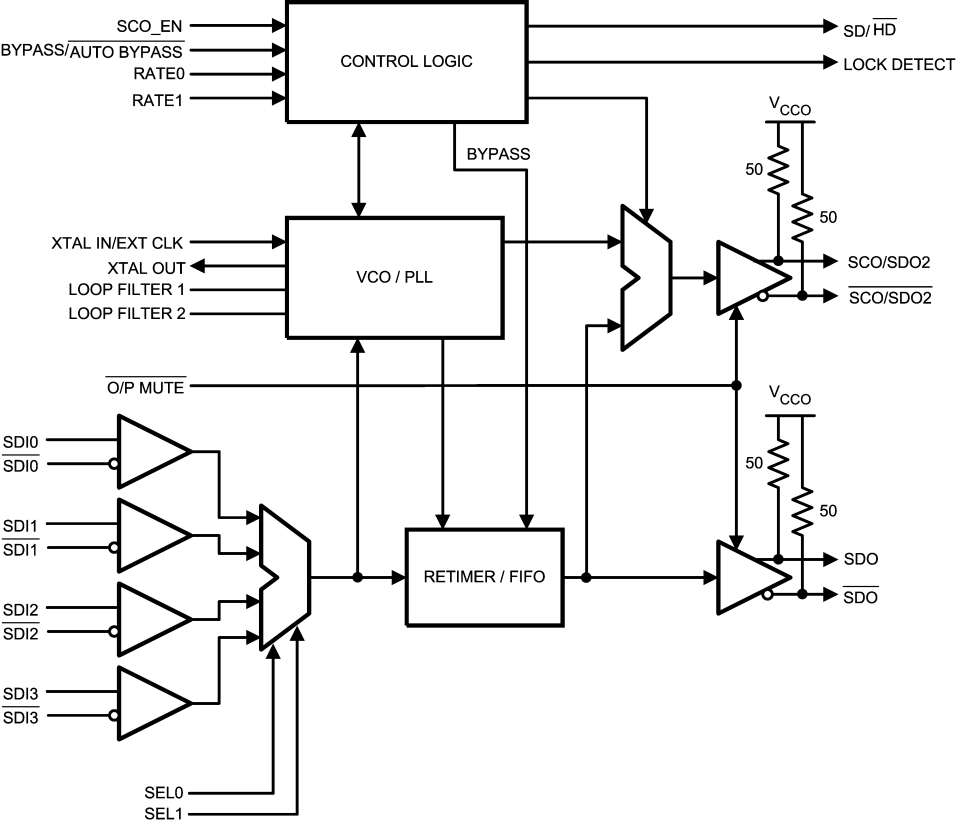 SCO_EN
BYPASS/AUTO BYPASS
RATE0
RATE1
CONTROL LOGIC
SD/HD
LOCK DETECT
BYPASS
VCCO
50
50
XTAL IN/EXT CLK
XTAL OUT
LOOP FILTER 1
LOOP FILTER 2
VCO / PLL
SCO/SDO2
SCO/SDO2
O/P MUTE
VCCO
50
50
SDI0
SDI0
SDI1
SDI1
SDI2
SDI2
SDI3
SDI3
RETIMER / FIFO
SDO
SDO
SEL0
SEL1